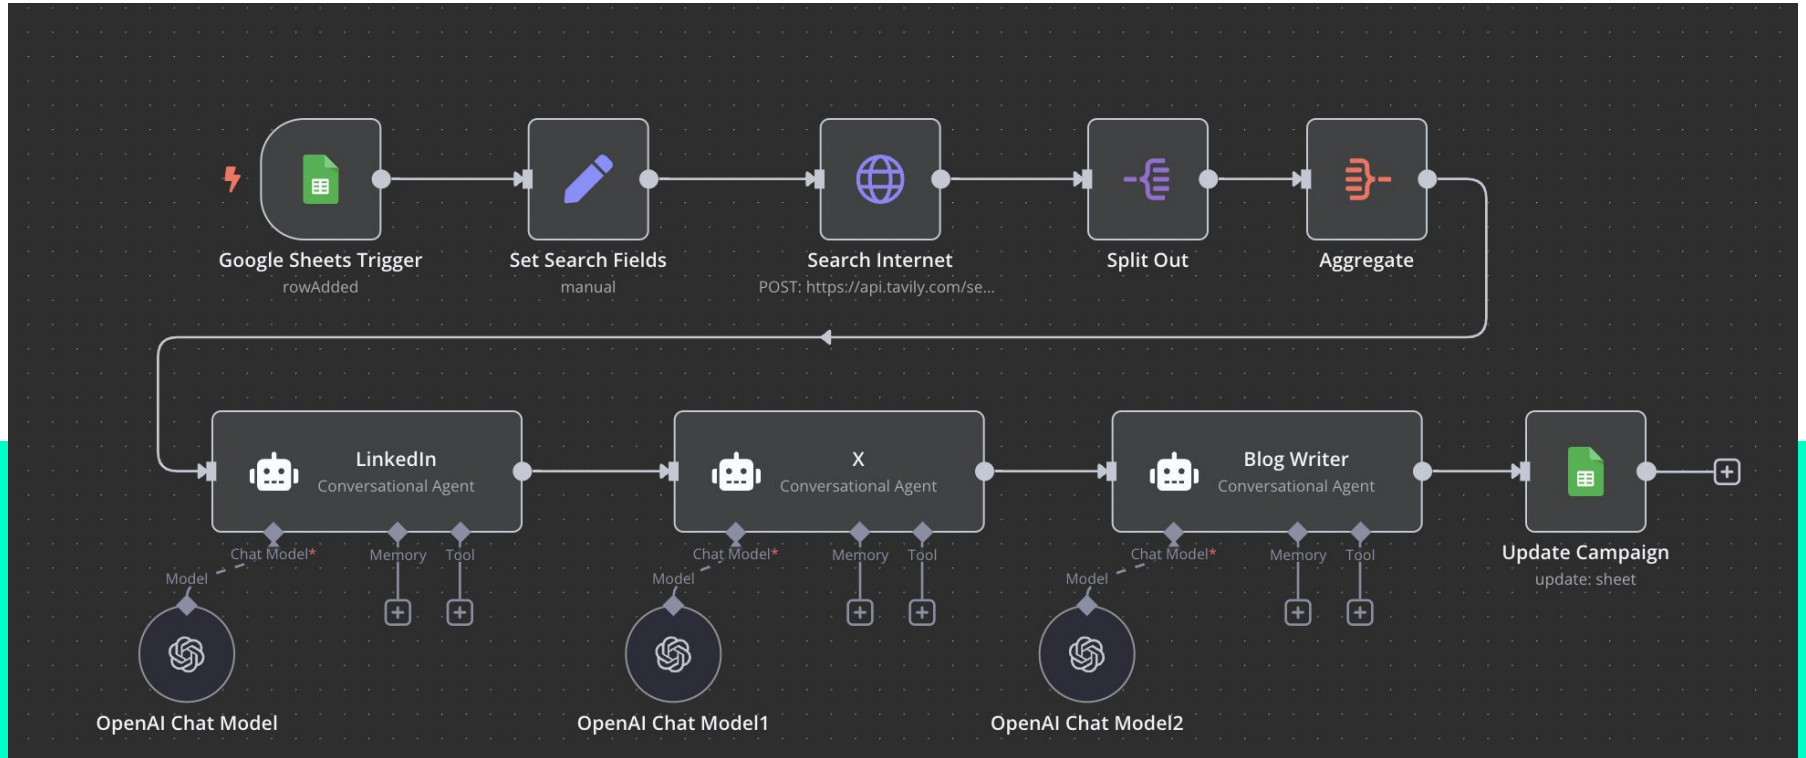 Google Sheets Trigger
rowAdded
Set Search Fields
manual
Search Internet
POST: https://api.tavily.com/se...
Split Out
Aggregate
LinkedIn
Conversational Agent
Chat Model*
Memory
Tool
Model
OpenAI Chat Model
X
Conversational Agent
Chat Model*
Memory
Tool
Model
OpenAI Chat Model1
Blog Writer
Conversational Agent
Chat Model*
Memory
Tool
Model
OpenAI Chat Model2
Update Campaign
update: sheet